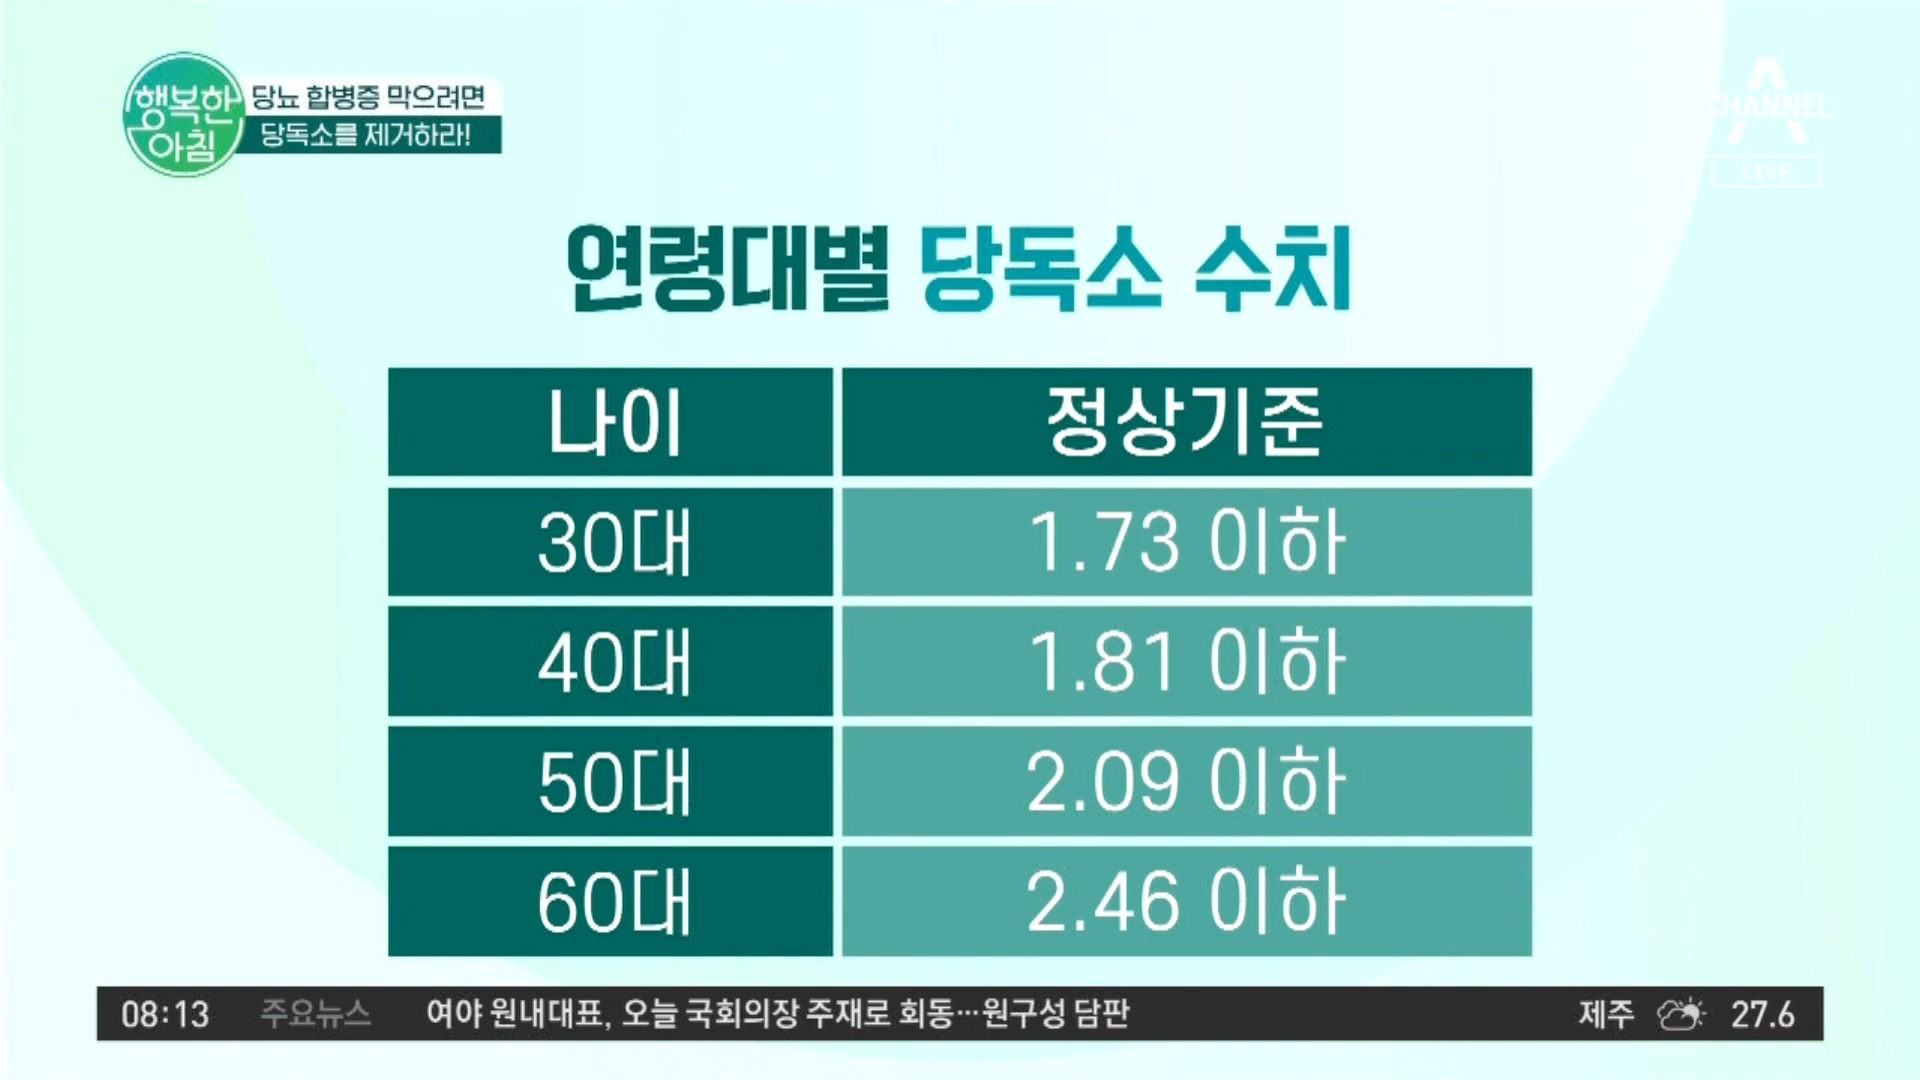 행복한
아침
당뇨 합병증 막으려면
당독소를 제거하라!
CHANNEL A
LIVE
연령대별 당독소 수치
나이 정상기준
30대 1.73 이하
40대 1.81 이하
50대 2.09 이하
60대 2.46 이하
08:13 주요뉴스 여야 원내대표, 오늘 국회의장 주재로 회동…원구성 담판 제주 27.6